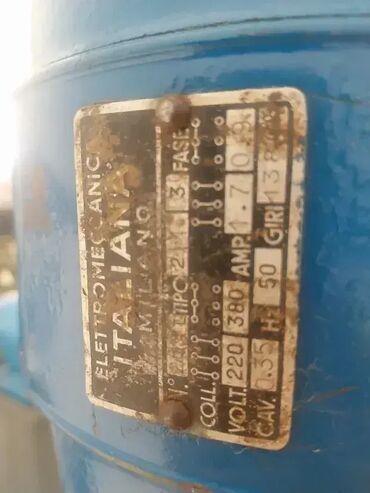 ELETTROMECCANICA
ITALIANA
MILANO
N.° TIPO 2 3 FASE
COLL.
VOLT. 220 380 AMP. 1.7 0.9
CAV. 0.35 HZ 50 GIRI